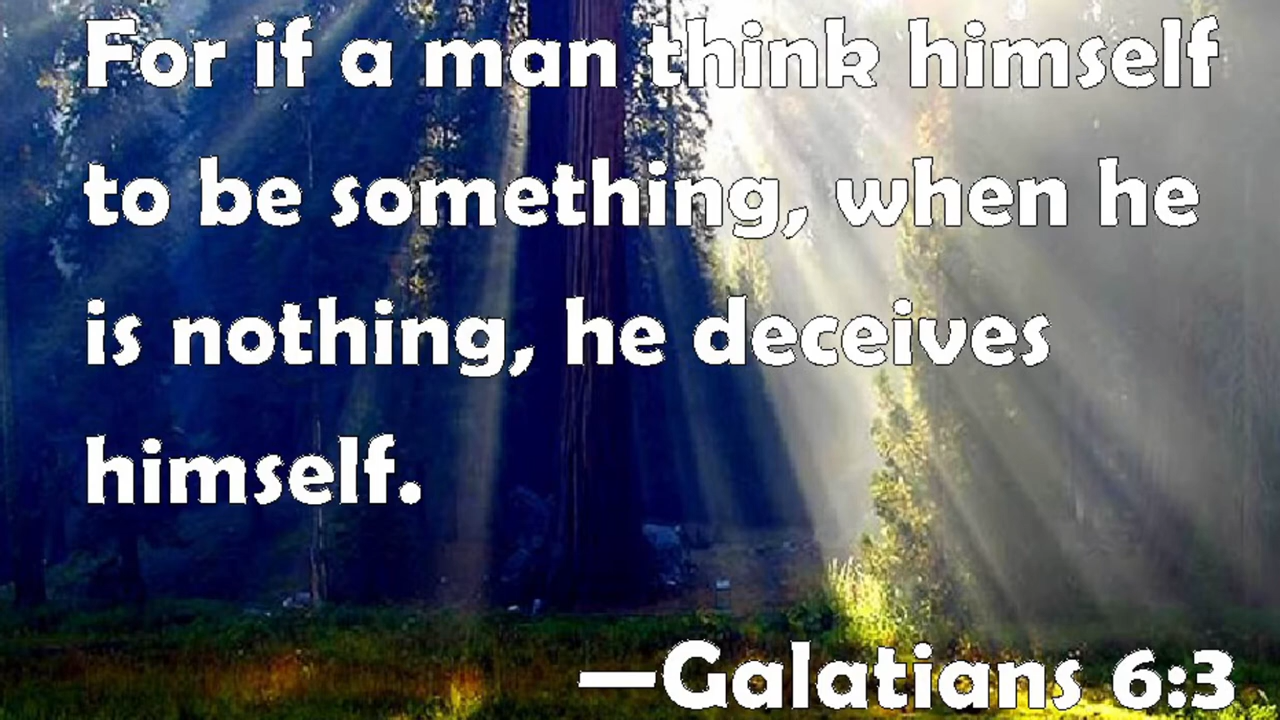 For if a man think himself
to be something, when he
is nothing, he deceives
himself.
—Galatians 6:3